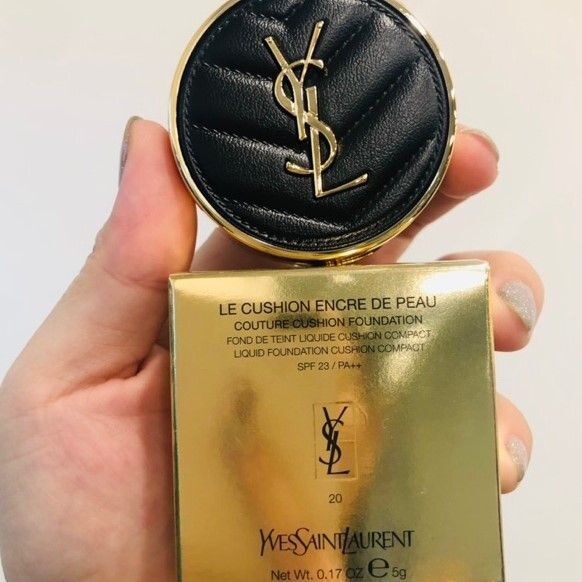 YSL
LE CUSHION ENCRE DE PEAU
COUTURE CUSHION FOUNDATION
FOND DE TEINT LIQUIDE CUSHION COMPACT
LIQUID FOUNDATION CUSHION COMPACT
SPF 23 / PA++
YSL
20
YVESSAINTLAURENT
Net Wt. 0.17 OZ ℮ 5g